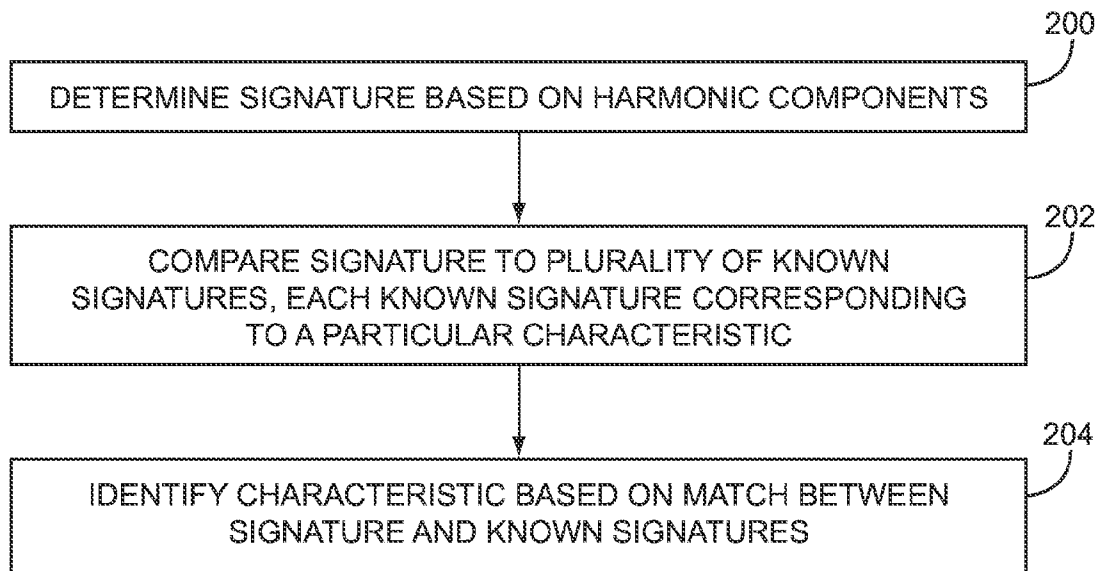 200
DETERMINE SIGNATURE BASED ON HARMONIC COMPONENTS
202
COMPARE SIGNATURE TO PLURALITY OF KNOWN
SIGNATURES, EACH KNOWN SIGNATURE CORRESPONDING
TO A PARTICULAR CHARACTERISTIC
204
IDENTIFY CHARACTERISTIC BASED ON MATCH BETWEEN
SIGNATURE AND KNOWN SIGNATURES